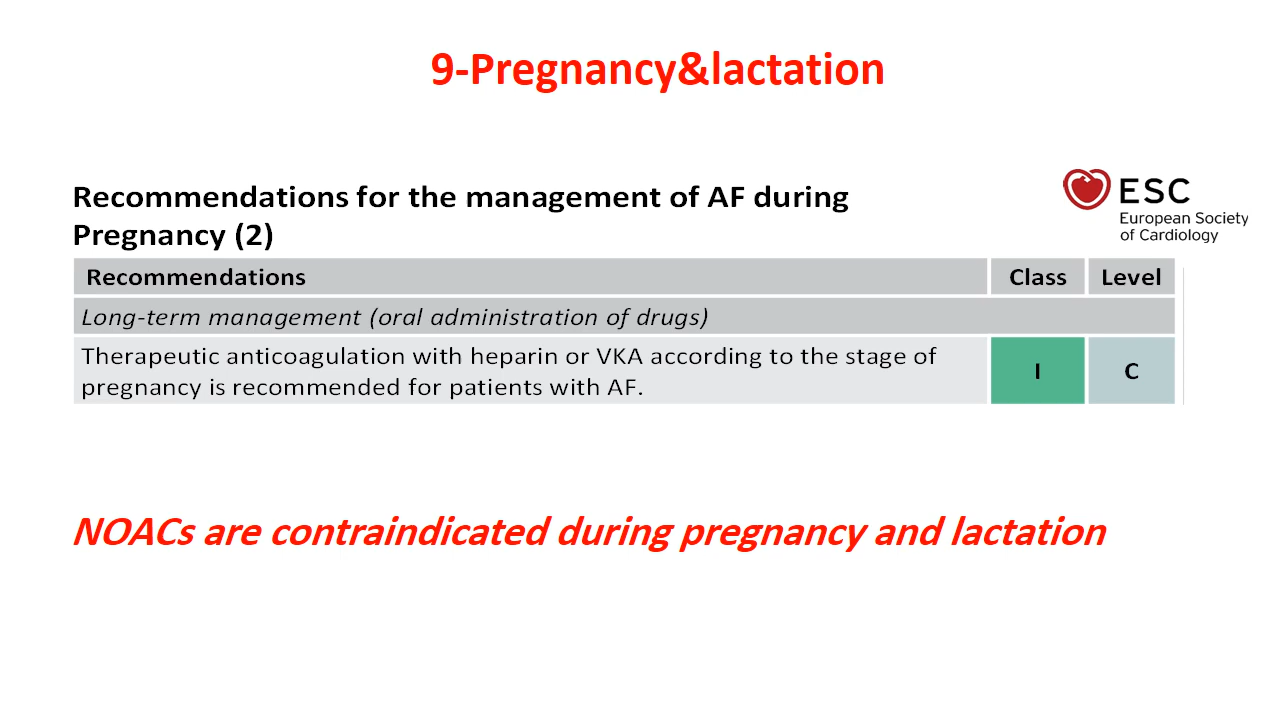 9-Pregnancy&lactation
Recommendations for the management of AF during
Pregnancy (2)
ESC
European Society
of Cardiology
Recommendations Class Level
Long-term management (oral administration of drugs)
Therapeutic anticoagulation with heparin or VKA according to the stage of
pregnancy is recommended for patients with AF.
I C
NOACs are contraindicated during pregnancy and lactation